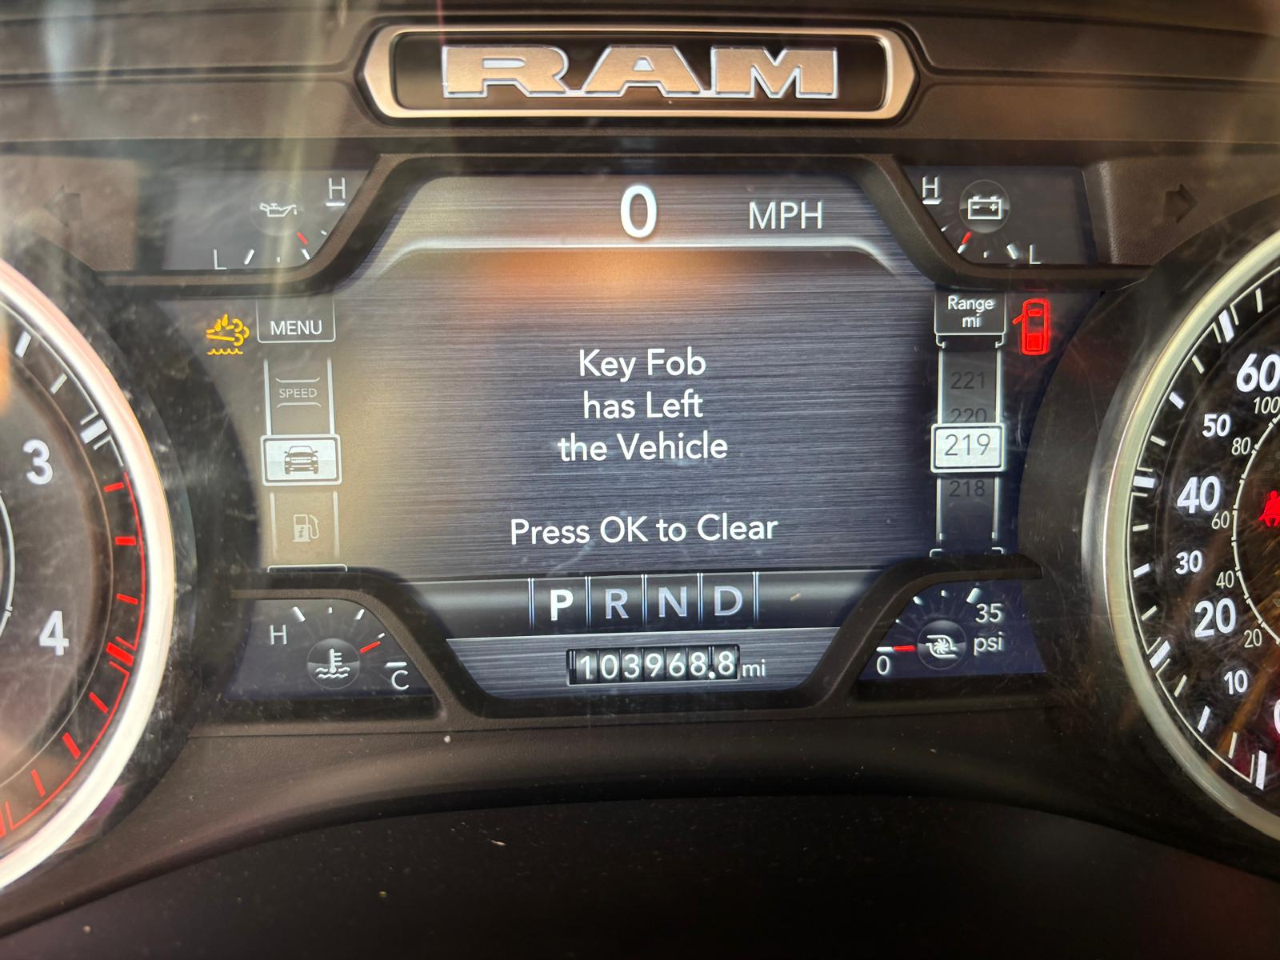 RAM
H
L
0 MPH
H
L
MENU
SPEED
Range
mi
221
220
219
218
Key Fob
has Left
the Vehicle
Press OK to Clear
P R N D
103968.8 mi
H
C
35
psi
0
3
4
60
50
40
30
20
10
100
80
60
40
20